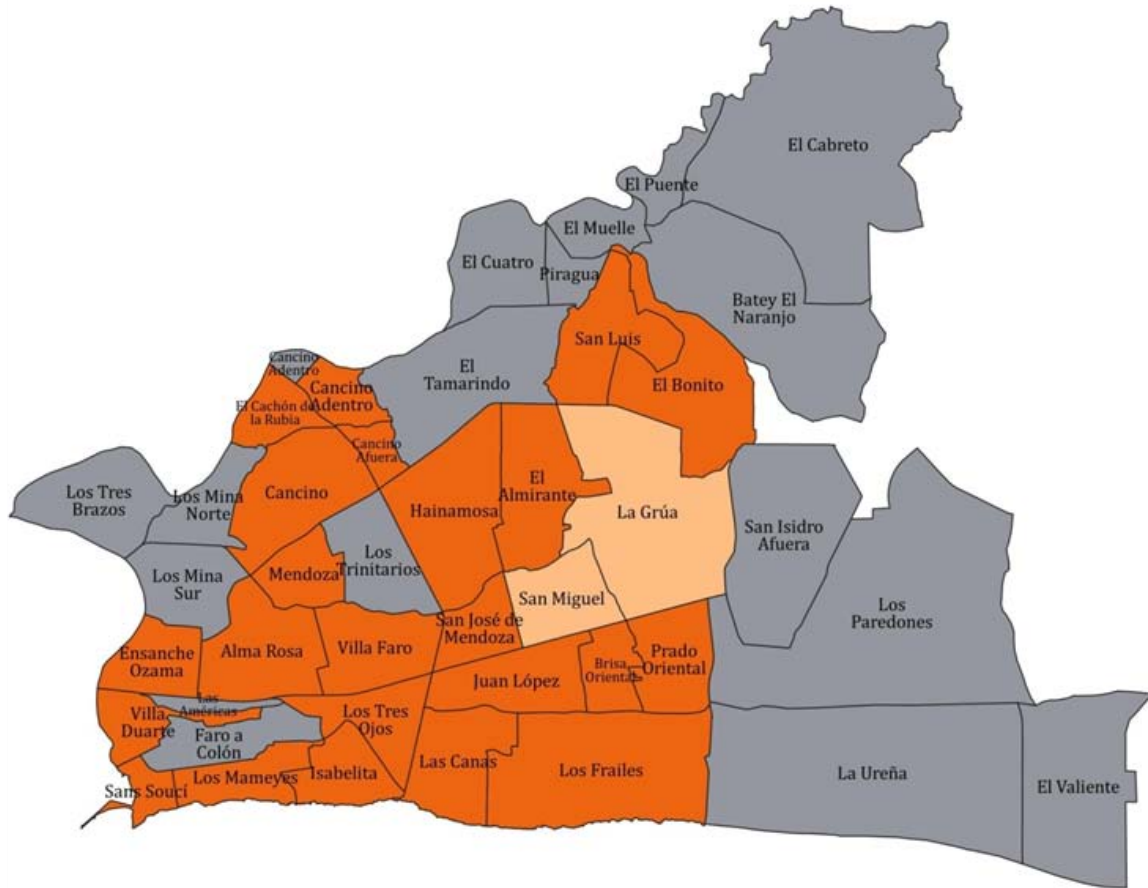 El Cabreto
El Puente
El Muelle
El Cuatro
Piragua
Batey El
Naranjo
San Luis
El Bonito
El
Tamarindo
Cancino
Adentro
Cancino
Adentro
El Cachón de
la Rubia
Cancino
Afuera
Cancino
Hainamosa
El
Almirante
La Grúa
San Isidro
Afuera
Los Tres
Brazos
Los Mina
Norte
Los Mina
Sur
Mendoza
Los
Trinitarios
San Miguel
Los
Paredones
San José de
Mendoza
Villa Faro
Alma Rosa
Ensanche
Ozama
Prado
Oriental
Brisa
Oriental
Juan López
Las
Américas
Villa
Duarte
Los Tres
Ojos
Faro a
Colón
Las Canas
Los Frailes
La Ureña
El Valiente
Isabelita
Los Mameyes
Sans Soucí